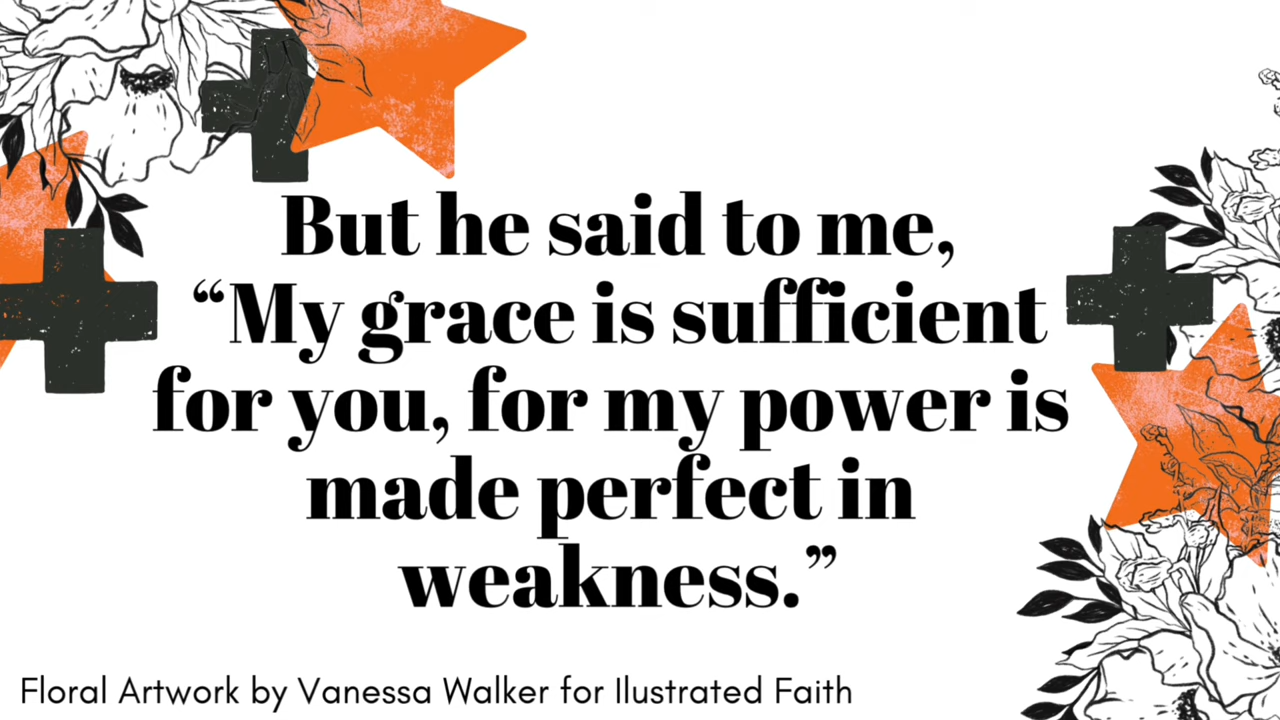 But he said to me,
“My grace is sufficient
for you, for my power is
made perfect in
weakness.”
Floral Artwork by Vanessa Walker for Ilustrated Faith